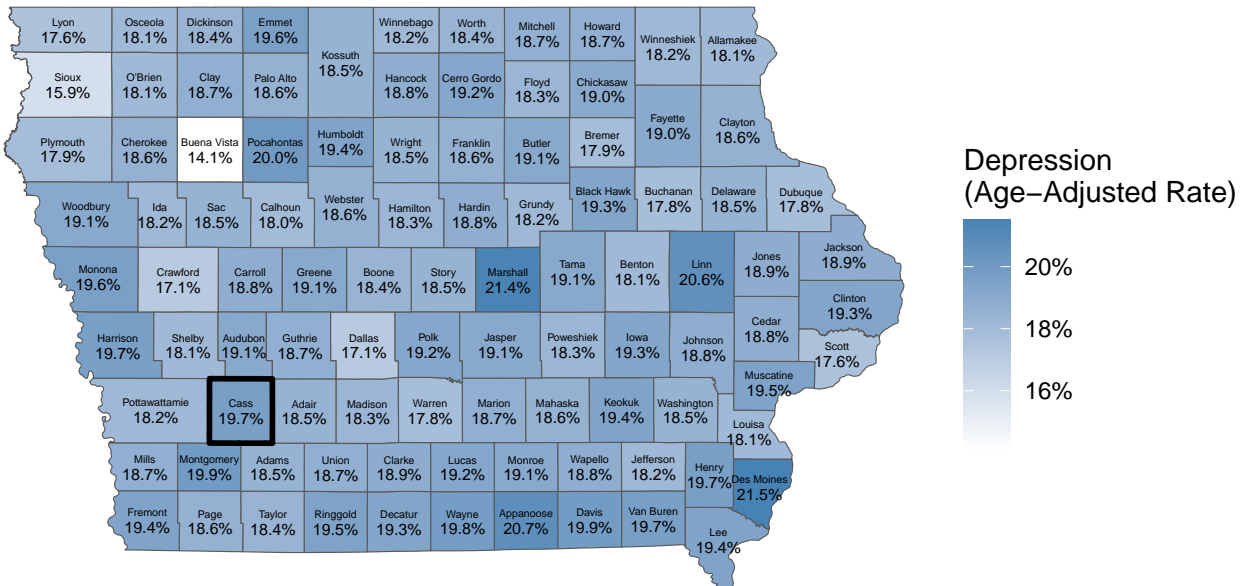 Lyon
17.6%
Osceola
18.1%
Dickinson
18.4%
Emmet
19.6%
Kossuth
18.5%
Winnebago
18.2%
Worth
18.4%
Mitchell
18.7%
Howard
18.7%
Winneshiek
18.2%
Allamakee
18.1%
Sioux
15.9%
O'Brien
18.1%
Clay
18.7%
Palo Alto
18.6%
Hancock
18.8%
Cerro Gordo
19.2%
Floyd
18.3%
Chickasaw
19.0%
Fayette
19.0%
Clayton
18.6%
Plymouth
17.9%
Cherokee
18.6%
Buena Vista
14.1%
Pocahontas
20.0%
Humboldt
19.4%
Wright
18.5%
Franklin
18.6%
Butler
19.1%
Bremer
17.9%
Woodbury
19.1%
Ida
18.2%
Sac
18.5%
Calhoun
18.0%
Webster
18.6%
Hamilton
18.3%
Hardin
18.8%
Grundy
18.2%
Black Hawk
19.3%
Buchanan
17.8%
Delaware
18.5%
Dubuque
17.8%
Monona
19.6%
Crawford
17.1%
Carroll
18.8%
Greene
19.1%
Boone
18.4%
Story
18.5%
Marshall
21.4%
Tama
19.1%
Benton
18.1%
Linn
20.6%
Jones
18.9%
Jackson
18.9%
Clinton
19.3%
Harrison
19.7%
Shelby
18.1%
Audubon
19.1%
Guthrie
18.7%
Dallas
17.1%
Polk
19.2%
Jasper
19.1%
Poweshiek
18.3%
Iowa
19.3%
Johnson
18.8%
Cedar
18.8%
Scott
17.6%
Muscatine
19.5%
Pottawattamie
18.2%
Cass
19.7%
Adair
18.5%
Madison
18.3%
Warren
17.8%
Marion
18.7%
Mahaska
18.6%
Keokuk
19.4%
Washington
18.5%
Louisa
18.1%
Mills
18.7%
Montgomery
19.9%
Adams
18.5%
Union
18.7%
Clarke
18.9%
Lucas
19.2%
Monroe
19.1%
Wapello
18.8%
Jefferson
18.2%
Henry
19.7%
Des Moines
21.5%
Fremont
19.4%
Page
18.6%
Taylor
18.4%
Ringgold
19.5%
Decatur
19.3%
Wayne
19.8%
Appanoose
20.7%
Davis
19.9%
Van Buren
19.7%
Lee
19.4%
Depression
(Age−Adjusted Rate)
20%
18%
16%